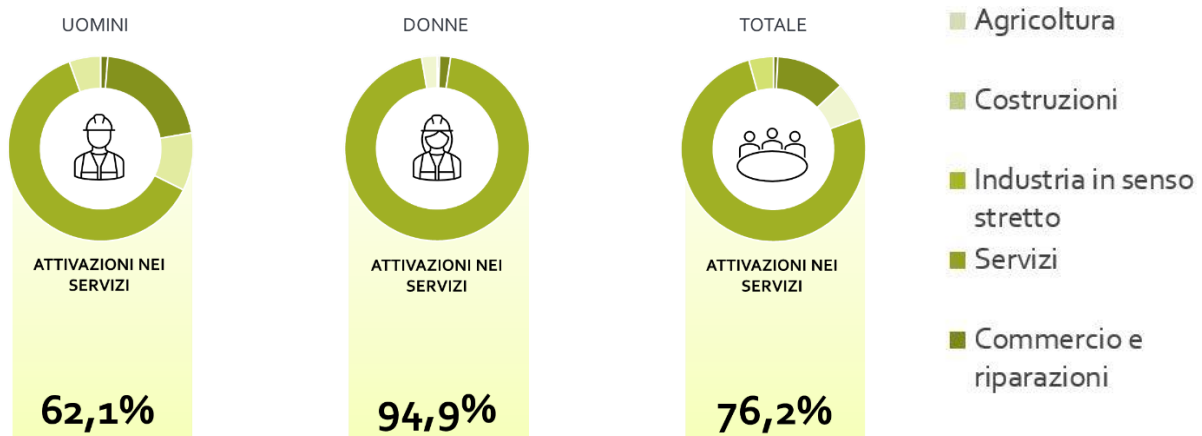 UOMINI
DONNE
TOTALE
ATTIVAZIONI NEI
SERVIZI
62,1%
ATTIVAZIONI NEI
SERVIZI
94,9%
ATTIVAZIONI NEI
SERVIZI
76,2%
Agricoltura
Costruzioni
Industria in senso
stretto
Servizi
Commercio e
riparazioni